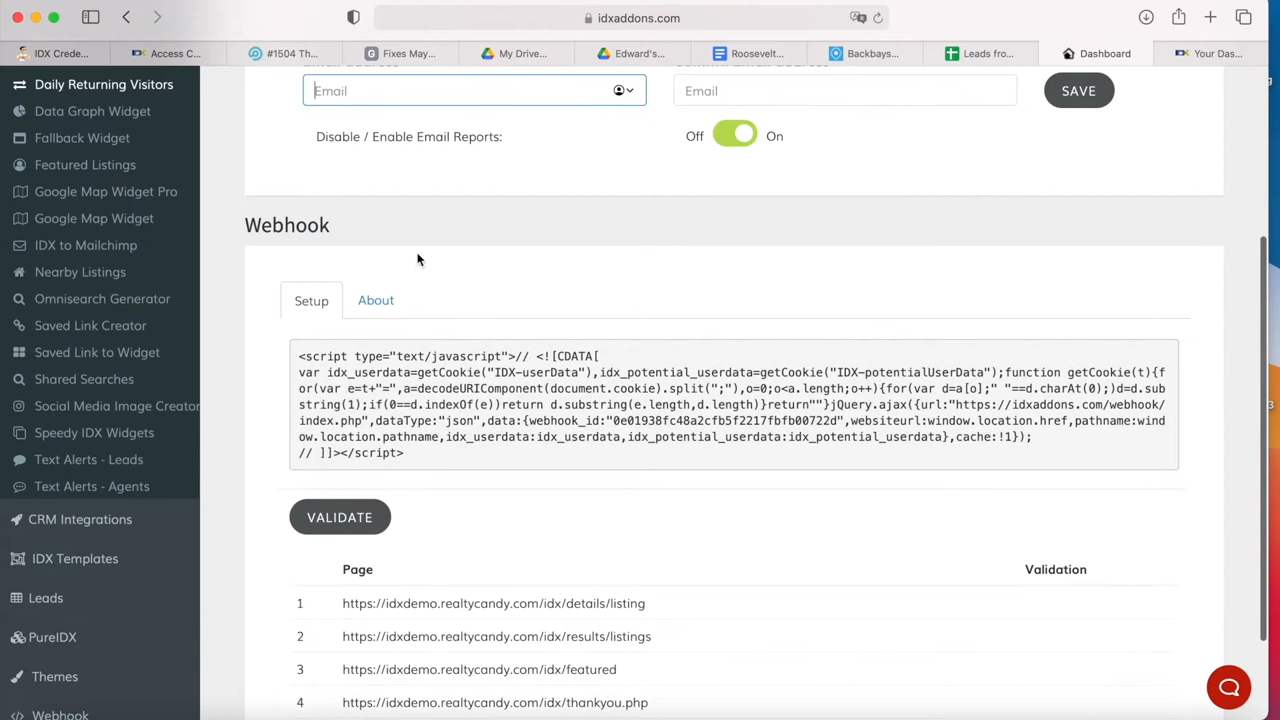 idxaddons.com
IDX Crede...
Access C...
#1504 Th...
Fixes May...
My Drive...
Edward's...
Roosevelt...
Backbays...
Leads fro...
Dashboard
Your Das...
Daily Returning Visitors
Data Graph Widget
Fallback Widget
Featured Listings
Google Map Widget Pro
Google Map Widget
IDX to Mailchimp
Nearby Listings
Omnisearch Generator
Saved Link Creator
Saved Link to Widget
Shared Searches
Social Media Image Creator
Speedy IDX Widgets
Text Alerts - Leads
Text Alerts - Agents
CRM Integrations
IDX Templates
Leads
PureIDX
Themes
Webhook
Email
Email
SAVE
Disable / Enable Email Reports:
Off
On
Webhook
Setup
About
<script type="text/javascript">// <![CDATA[
var idx_userdata=getCookie("IDX-userData"),idx_potential_userdata=getCookie("IDX-potentialUserData");function getCookie(t){f
or(var e=t+"=",a=decodeURIComponent(document.cookie).split(";"),o=0;o<a.length;o++){for(var d=a[o];" "==d.charAt(0);)d=d.sub
string(1);if(0==d.indexOf(e))return d.substring(e.length,d.length)}return""}jQuery.ajax({url:"https://idxaddons.com/webhook/
index.php",dataType:"json",data:{webhook_id:"0e01938fc48a2cfb5f2217fbfb00722d",websiteurl:window.location.href,pathname:wind
ow.location.pathname,idx_userdata:idx_userdata,idx_potential_userdata:idx_potential_userdata},cache:!1});
// ]]></script>
VALIDATE
Page
Validation
1 https://idxdemo.realtycandy.com/idx/details/listing
2 https://idxdemo.realtycandy.com/idx/results/listings
3 https://idxdemo.realtycandy.com/idx/featured
4 https://idxdemo.realtycandy.com/idx/thankyou.php